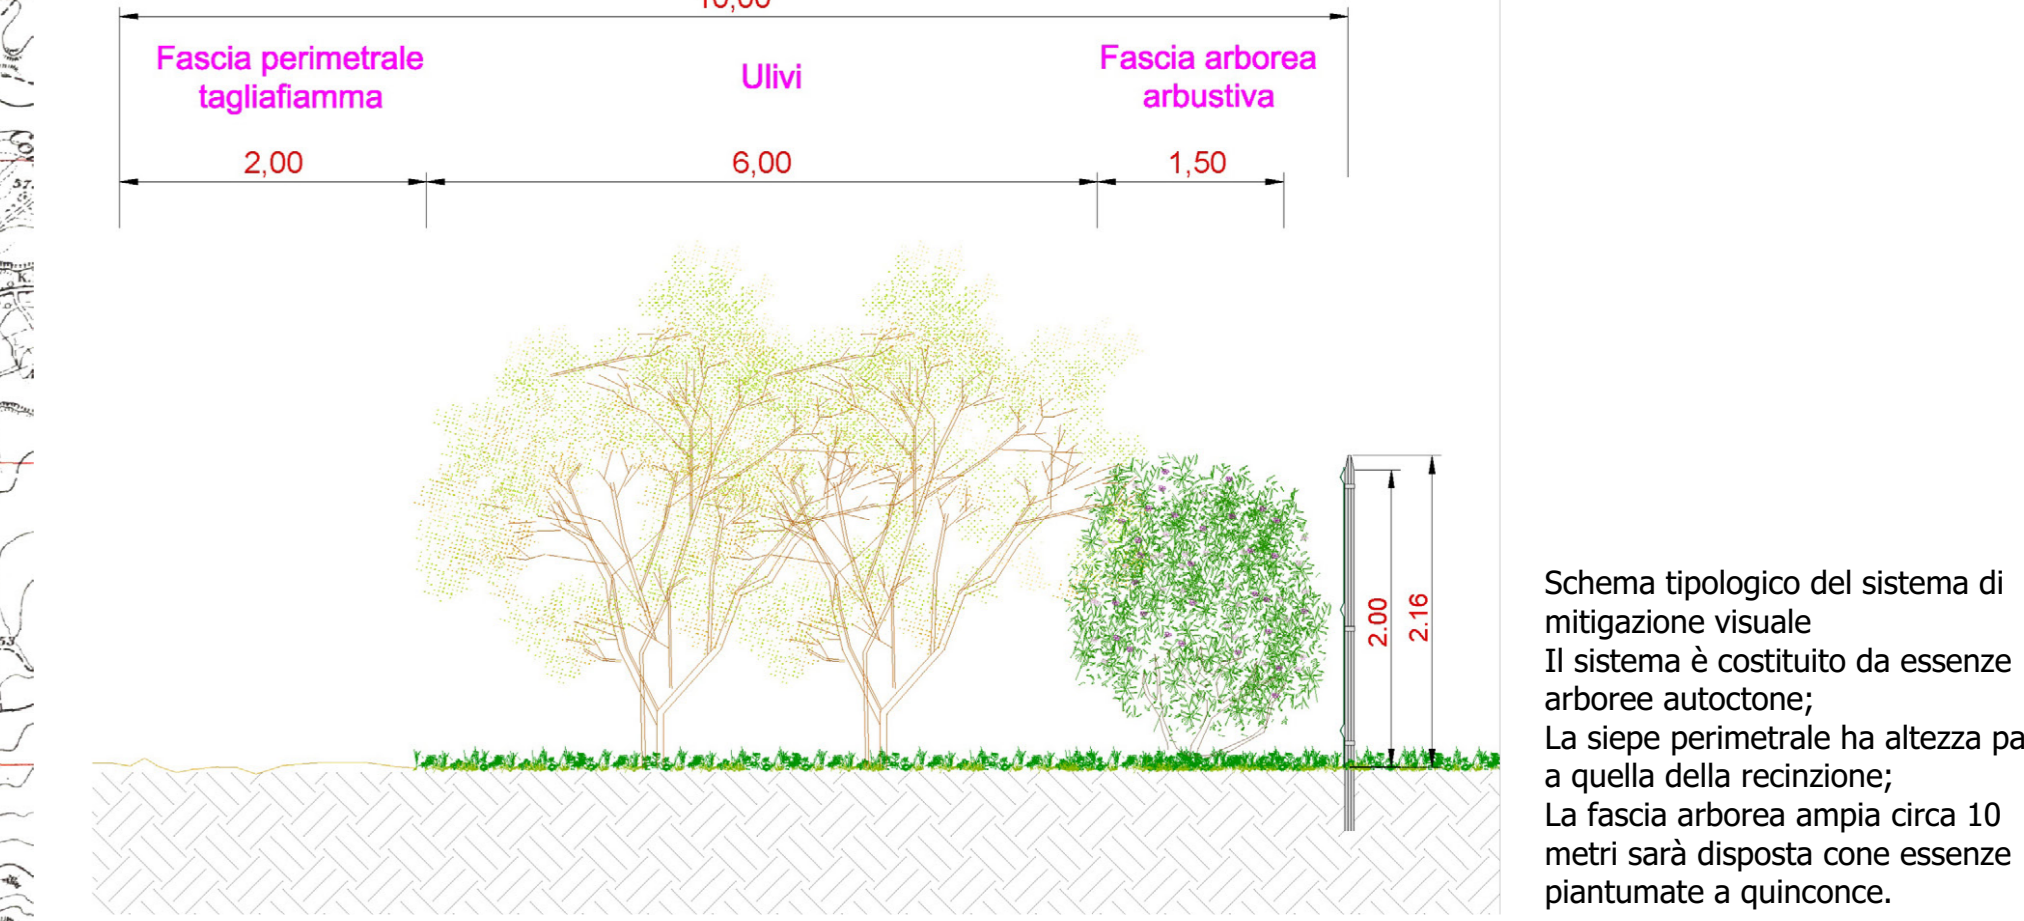 10,00
Fascia perimetrale
tagliafiamma
Ulivi
Fascia arborea
arbustiva
2,00
6,00
1,50
2.00
2.16
Schema tipologico del sistema di
mitigazione visuale
Il sistema è costituito da essenze
arboree autoctone;
La siepe perimetrale ha altezza pa
a quella della recinzione;
La fascia arborea ampia circa 10
metri sarà disposta cone essenze
piantumate a quinconce.